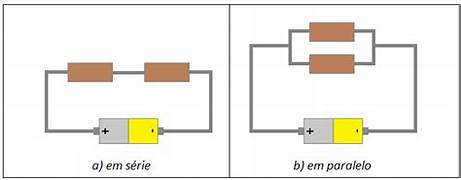 + -
a) em série
+ -
b) em paralelo